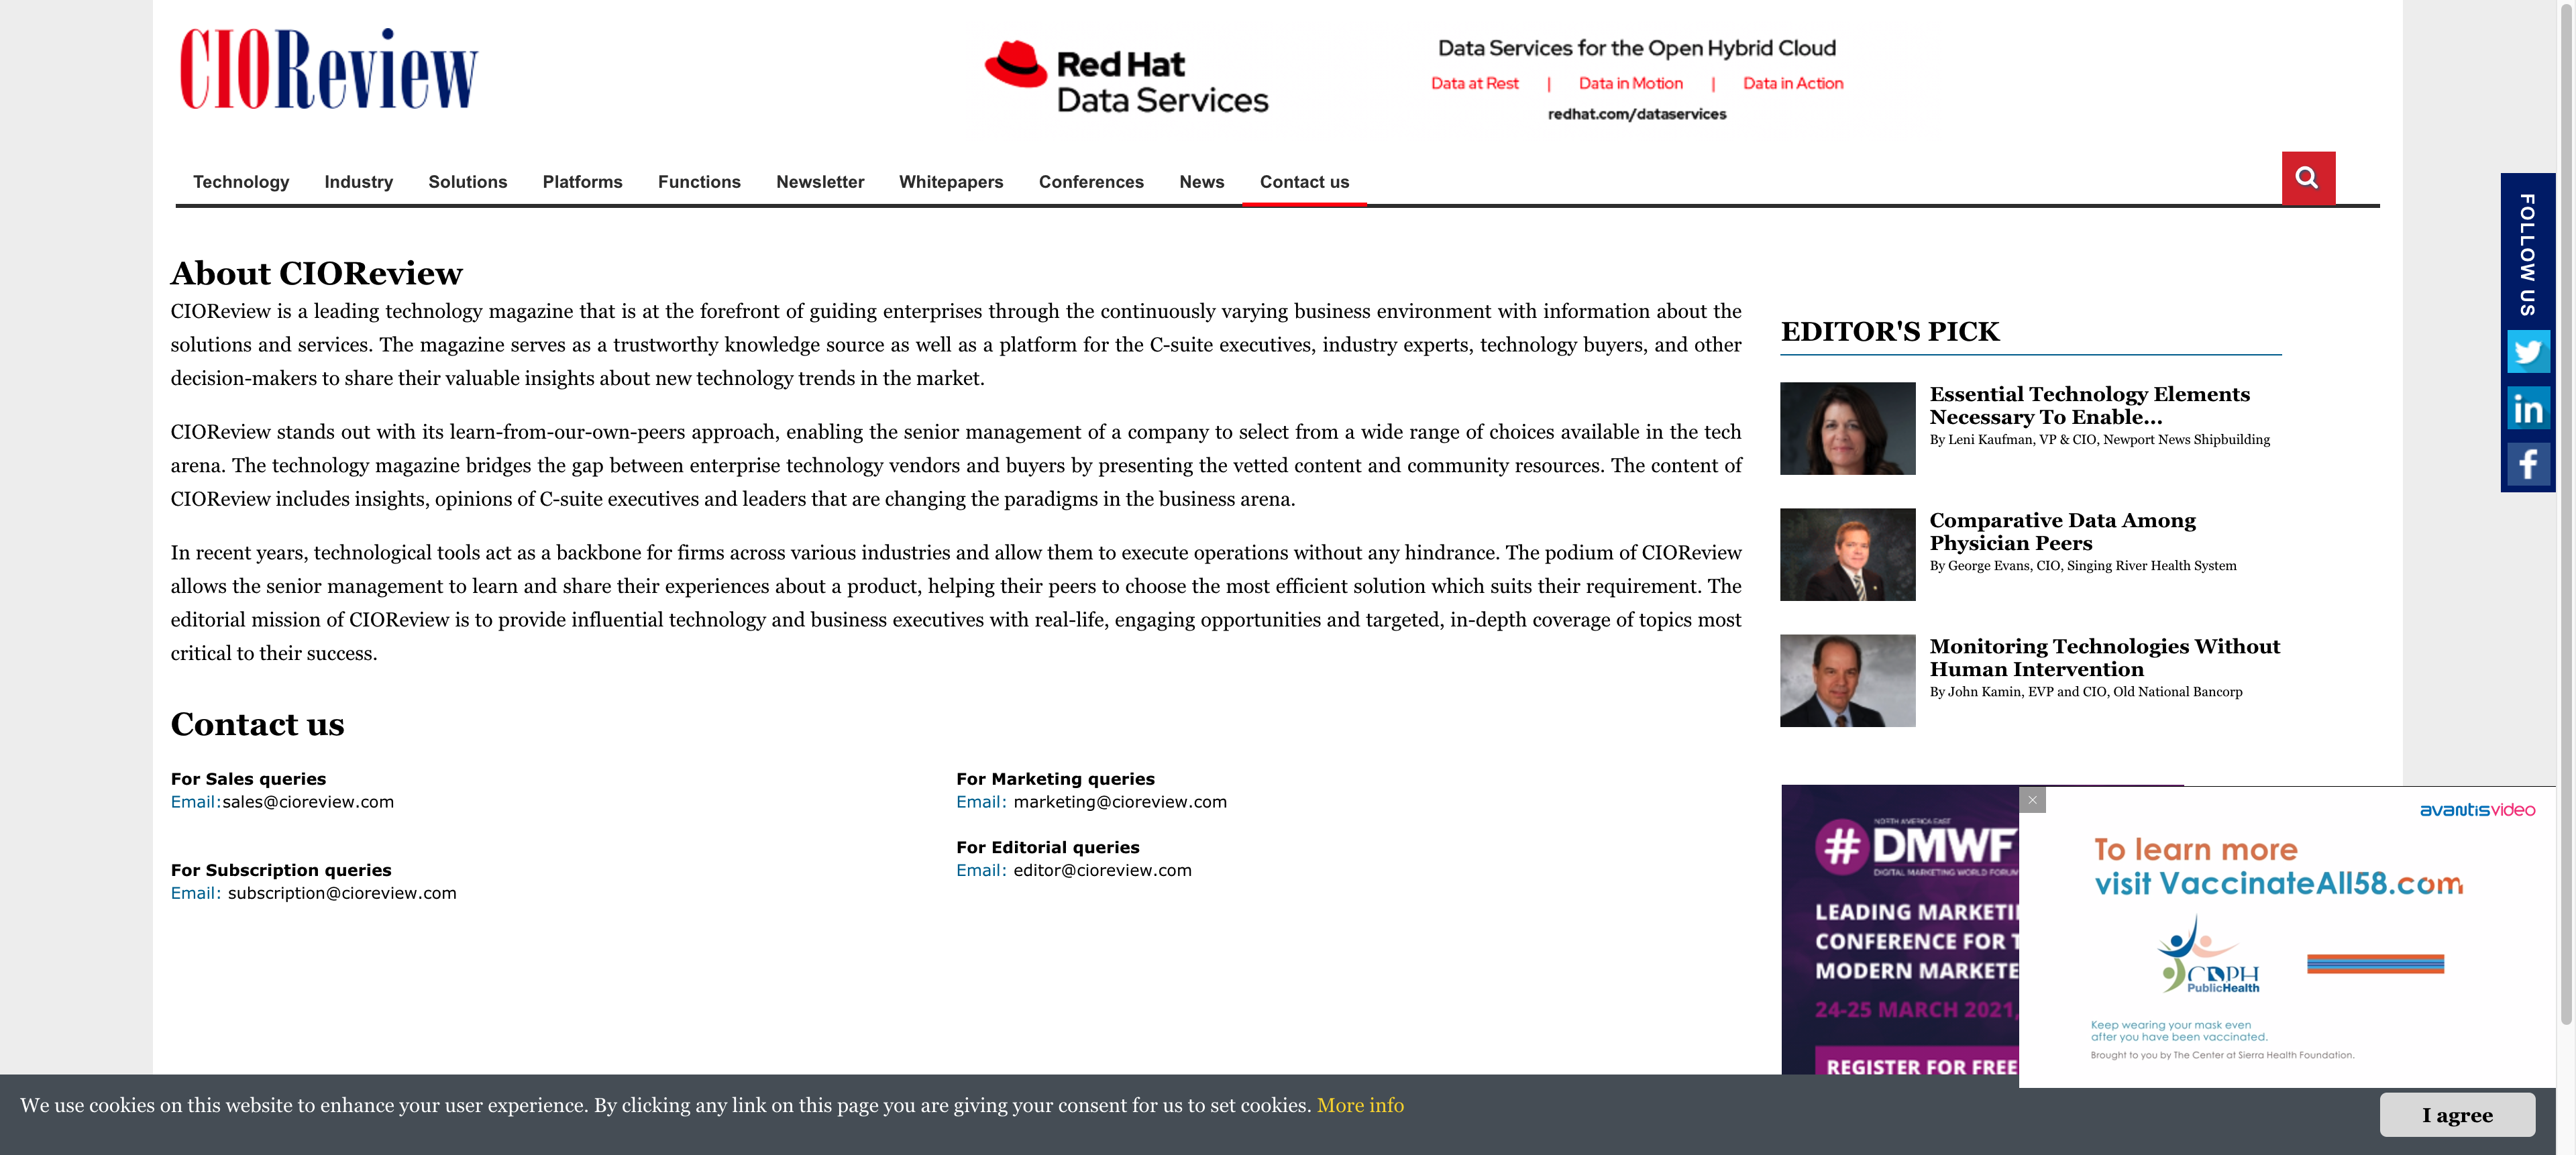 CIOReview
Red Hat
Data Services
Data Services for the Open Hybrid Cloud
Data at Rest | Data in Motion | Data in Action
redhat.com/dataservices
Technology Industry Solutions Platforms Functions Newsletter Whitepapers Conferences News Contact us
FOLLOW US
About CIOReview
CIOReview is a leading technology magazine that is at the forefront of guiding enterprises through the continuously varying business environment with information about the
solutions and services. The magazine serves as a trustworthy knowledge source as well as a platform for the C-suite executives, industry experts, technology buyers, and other
decision-makers to share their valuable insights about new technology trends in the market.
CIOReview stands out with its learn-from-our-own-peers approach, enabling the senior management of a company to select from a wide range of choices available in the tech
arena. The technology magazine bridges the gap between enterprise technology vendors and buyers by presenting the vetted content and community resources. The content of
CIOReview includes insights, opinions of C-suite executives and leaders that are changing the paradigms in the business arena.
In recent years, technological tools act as a backbone for firms across various industries and allow them to execute operations without any hindrance. The podium of CIOReview
allows the senior management to learn and share their experiences about a product, helping their peers to choose the most efficient solution which suits their requirement. The
editorial mission of CIOReview is to provide influential technology and business executives with real-life, engaging opportunities and targeted, in-depth coverage of topics most
critical to their success.
Contact us
For Sales queries
Email:sales@cioreview.com
For Subscription queries
Email: subscription@cioreview.com
For Marketing queries
Email: marketing@cioreview.com
For Editorial queries
Email: editor@cioreview.com
EDITOR'S PICK
Essential Technology Elements
Necessary To Enable...
By Leni Kaufman, VP & CIO, Newport News Shipbuilding
Comparative Data Among
Physician Peers
By George Evans, CIO, Singing River Health System
Monitoring Technologies Without
Human Intervention
By John Kamin, EVP and CIO, Old National Bancorp
NORTH AMERICA EAST
#DMWF
DIGITAL MARKETING WORLD FORUM
LEADING MARKETI
CONFERENCE FOR T
MODERN MARKETE
24-25 MARCH 2021,
REGISTER FOR FREE
avantisvideo
To learn more
visit VaccinateAll58.com
CDPH
PublicHealth
Keep wearing your mask even
after you have been vaccinated.
Brought to you by The Center at Sierra Health Foundation.
We use cookies on this website to enhance your user experience. By clicking any link on this page you are giving your consent for us to set cookies. More info
I agree